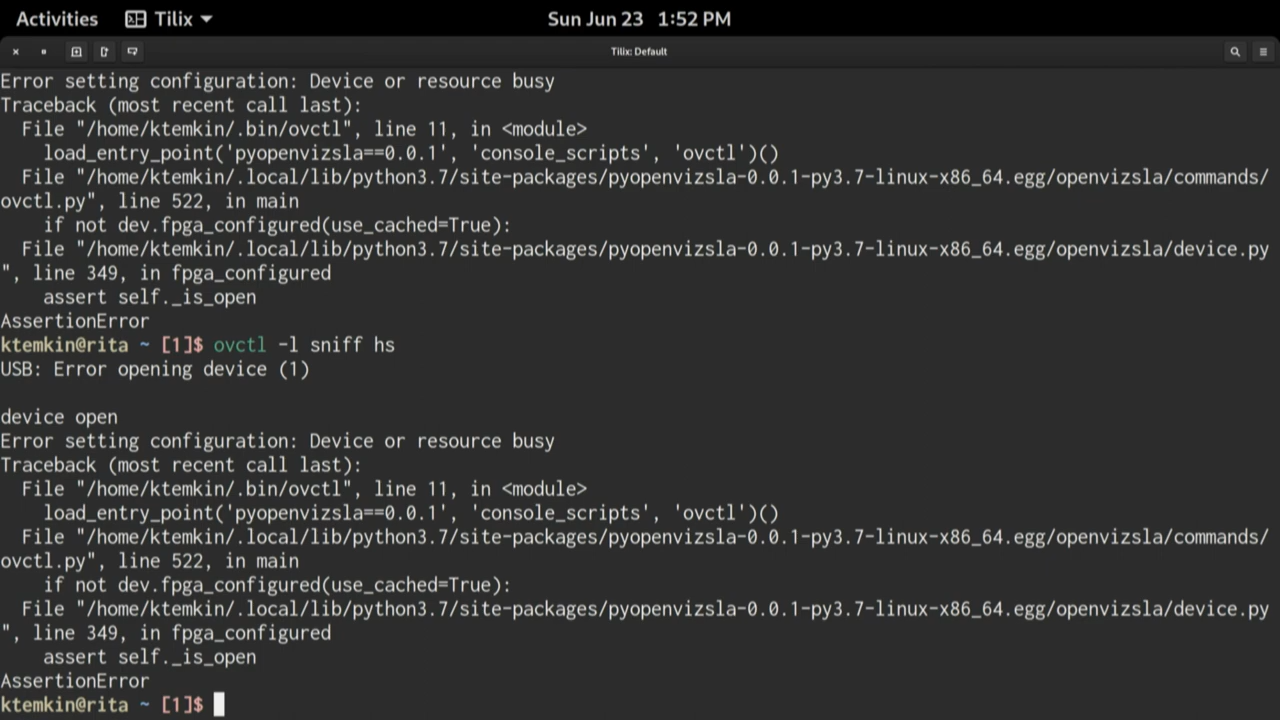 Activities Tilix Sun Jun 23 1:52 PM
Tilix: Default
Error setting configuration: Device or resource busy
Traceback (most recent call last):
  File "/home/ktemkin/.bin/ovctl", line 11, in <module>
    load_entry_point('pyopenvizsla==0.0.1', 'console_scripts', 'ovctl')()
  File "/home/ktemkin/.local/lib/python3.7/site-packages/pyopenvizsla-0.0.1-py3.7-linux-x86_64.egg/openvizsla/commands/
ovctl.py", line 522, in main
    if not dev.fpga_configured(use_cached=True):
  File "/home/ktemkin/.local/lib/python3.7/site-packages/pyopenvizsla-0.0.1-py3.7-linux-x86_64.egg/openvizsla/device.py
", line 349, in fpga_configured
    assert self._is_open
AssertionError
ktemkin@rita ~ [1]$ ovctl -l sniff hs
USB: Error opening device (1)
device open
Error setting configuration: Device or resource busy
Traceback (most recent call last):
  File "/home/ktemkin/.bin/ovctl", line 11, in <module>
    load_entry_point('pyopenvizsla==0.0.1', 'console_scripts', 'ovctl')()
  File "/home/ktemkin/.local/lib/python3.7/site-packages/pyopenvizsla-0.0.1-py3.7-linux-x86_64.egg/openvizsla/commands/
ovctl.py", line 522, in main
    if not dev.fpga_configured(use_cached=True):
  File "/home/ktemkin/.local/lib/python3.7/site-packages/pyopenvizsla-0.0.1-py3.7-linux-x86_64.egg/openvizsla/device.py
", line 349, in fpga_configured
    assert self._is_open
AssertionError
ktemkin@rita ~ [1]$